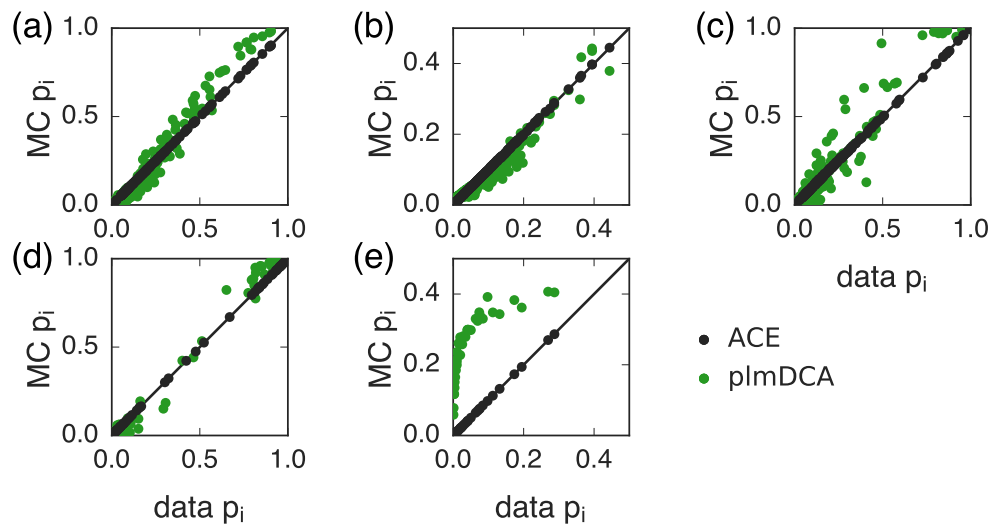 (a)
MC pi
1.0
0.5
0.0
0.0 0.5 1.0
(b)
MC pi
0.4
0.2
0.0
0.0 0.2 0.4
(c)
MC pi
1.0
0.5
0.0
0.0 0.5 1.0
data pi
(d)
MC pi
1.0
0.5
0.0
0.0 0.5 1.0
data pi
(e)
MC pi
0.4
0.2
0.0
0.0 0.2 0.4
data pi
ACE
plmDCA